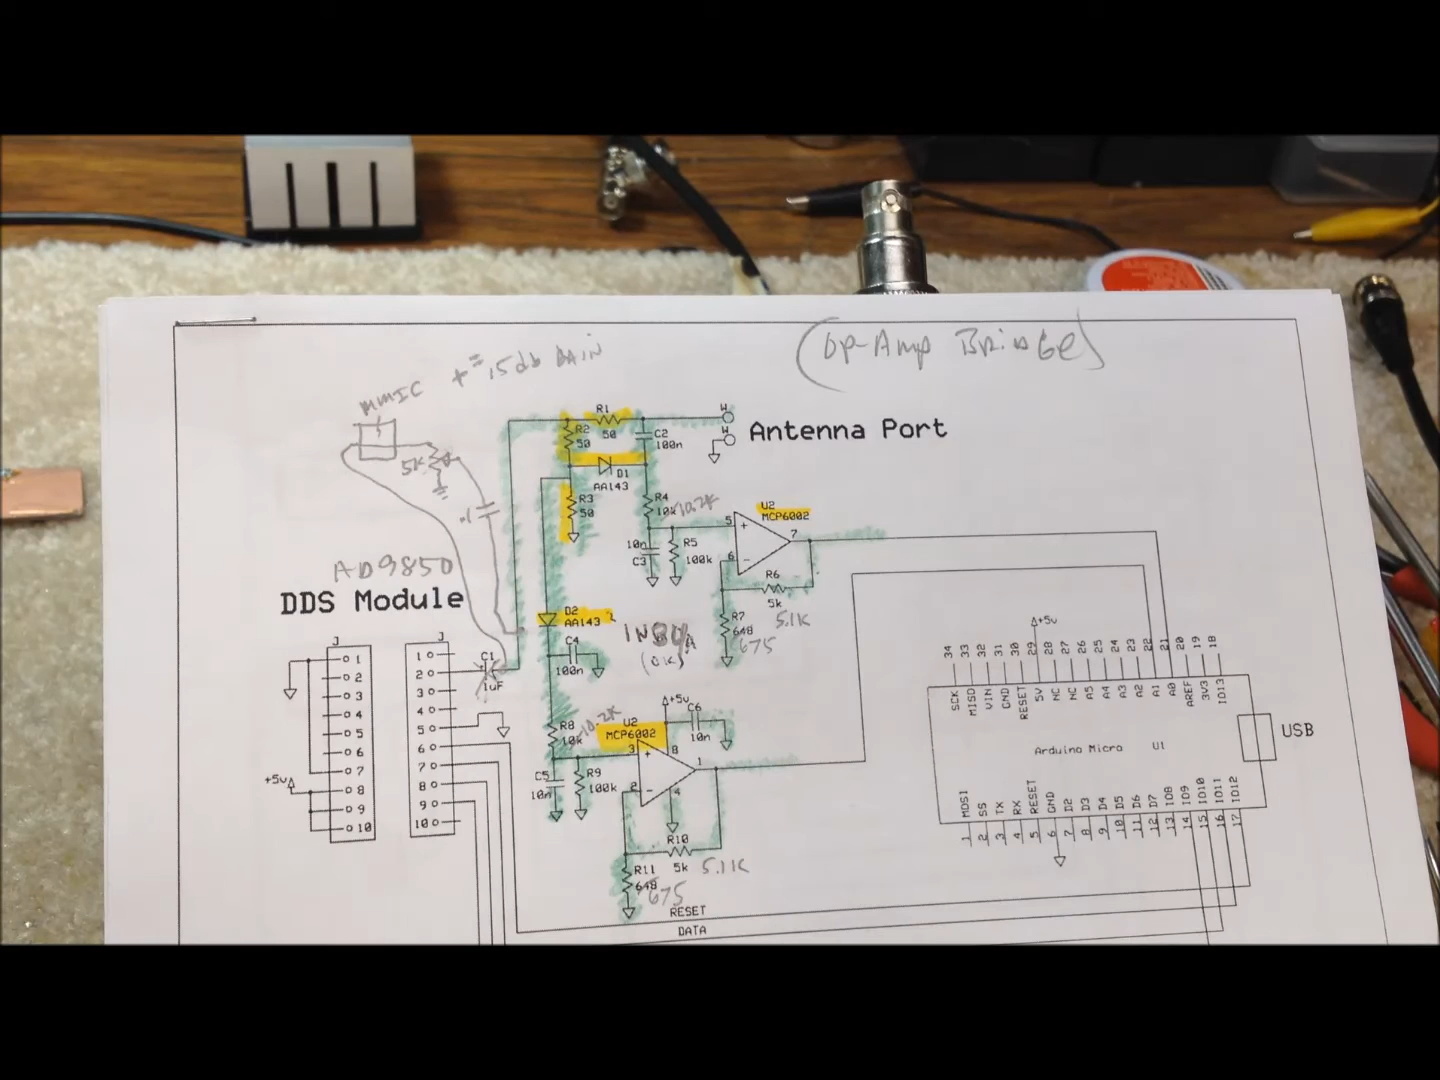 (Op-Amp Bridge)
MMIC += 15db GAIN
R1
50
W
R2
50
C2
100n
W
Antenna Port
5K
D1
AA143
.1
R3
50
R4
10k 10.2K
U2
MCP6002
5
+
7
6
-
10n
C3
R5
100k
AD9850
DDS Module
R6
5k
5.1K
D2
AA143
R7
648
675
1N34A
(OK)
C4
100n
J
1
2
3
4
5
6
7
8
9
10
+5v
J
1
2
3
4
5
6
7
8
9
10
C1
1uF
R8
10k
10.2K
U2
MCP6002
+5v
C6
10n
3
+
8
1
2
-
4
C5
10n
R9
100k
R10
5k
5.11K
R11
648
675
RESET
DATA
+5v
34 33 32 31 30 29 28 27 26 25 24 23 22 21 20 19 18
SCK MISO VIN GND RESET 5V NC NC A5 A4 A3 A2 A1 A0 AREF 3V3 IO13
Arduino Micro U1
USB
MOSI SS TX RX RESET GND D2 D3 D4 D5 D6 D7 IO8 IO9 IO10 IO11 IO12
1 2 3 4 5 6 7 8 9 10 11 12 13 14 15 16 17